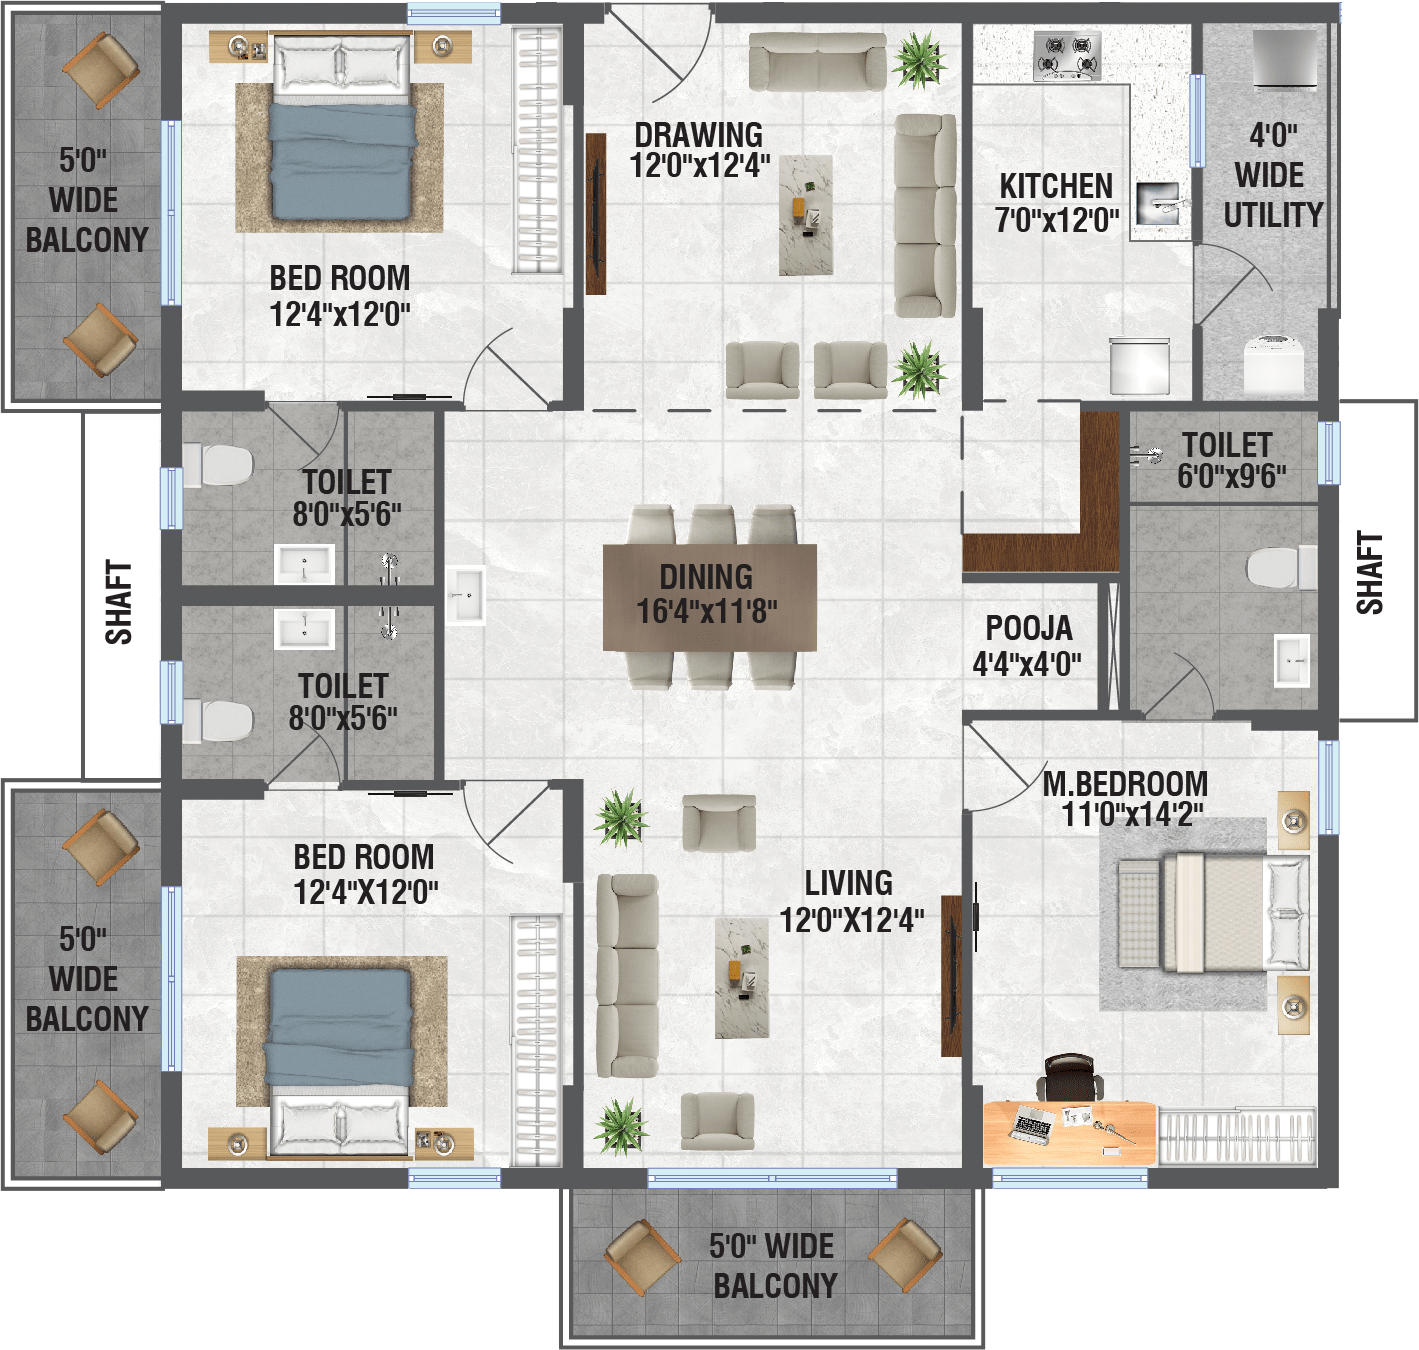 5'0"
WIDE
BALCONY
BED ROOM
12'4"x12'0"
DRAWING
12'0"x12'4"
KITCHEN
7'0"x12'0"
4'0"
WIDE
UTILITY
TOILET
8'0"x5'6"
TOILET
6'0"x9'6"
SHAFT
SHAFT
DINING
16'4"x11'8"
POOJA
4'4"x4'0"
TOILET
8'0"x5'6"
M.BEDROOM
11'0"x14'2"
BED ROOM
12'4"X12'0"
LIVING
12'0"X12'4"
5'0"
WIDE
BALCONY
5'0" WIDE
BALCONY